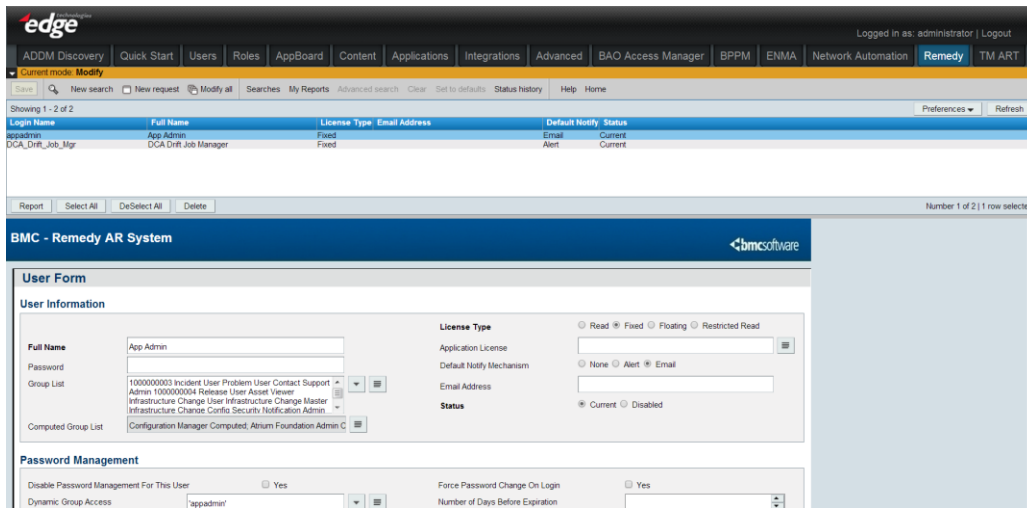 technologies
edge
Logged in as: administrator | Logout
ADDM Discovery Quick Start Users Roles AppBoard Content Applications Integrations Advanced BAO Access Manager BPPM ENMA Network Automation Remedy TM ART
Current mode: Modify
Save New search New request Modify all Searches My Reports Advanced search Clear Set to defaults Status history Help Home
Showing 1 - 2 of 2 Preferences Refresh
Login Name Full Name License Type Email Address Default Notify Status
appadmin App Admin Fixed Email Current
DCA_Drift_Job_Mgr DCA Drift Job Manager Fixed Alert Current
Report Select All DeSelect All Delete Number 1 of 2 | 1 row selecte
BMC - Remedy AR System bmcsoftware
User Form
User Information
License Type Read Fixed Floating Restricted Read
Full Name App Admin Application License
Password Default Notify Mechanism None Alert Email
Group List 1000000003 Incident User Problem User Contact Support
Admin 1000000004 Release User Asset Viewer
Infrastructure Change User Infrastructure Change Master
Infrastructure Change Config Security Notification Admin
Email Address
Status Current Disabled
Computed Group List Configuration Manager Computed; Atrium Foundation Admin C
Password Management
Disable Password Management For This User Yes Force Password Change On Login Yes
Dynamic Group Access 'appadmin' Number of Days Before Expiration